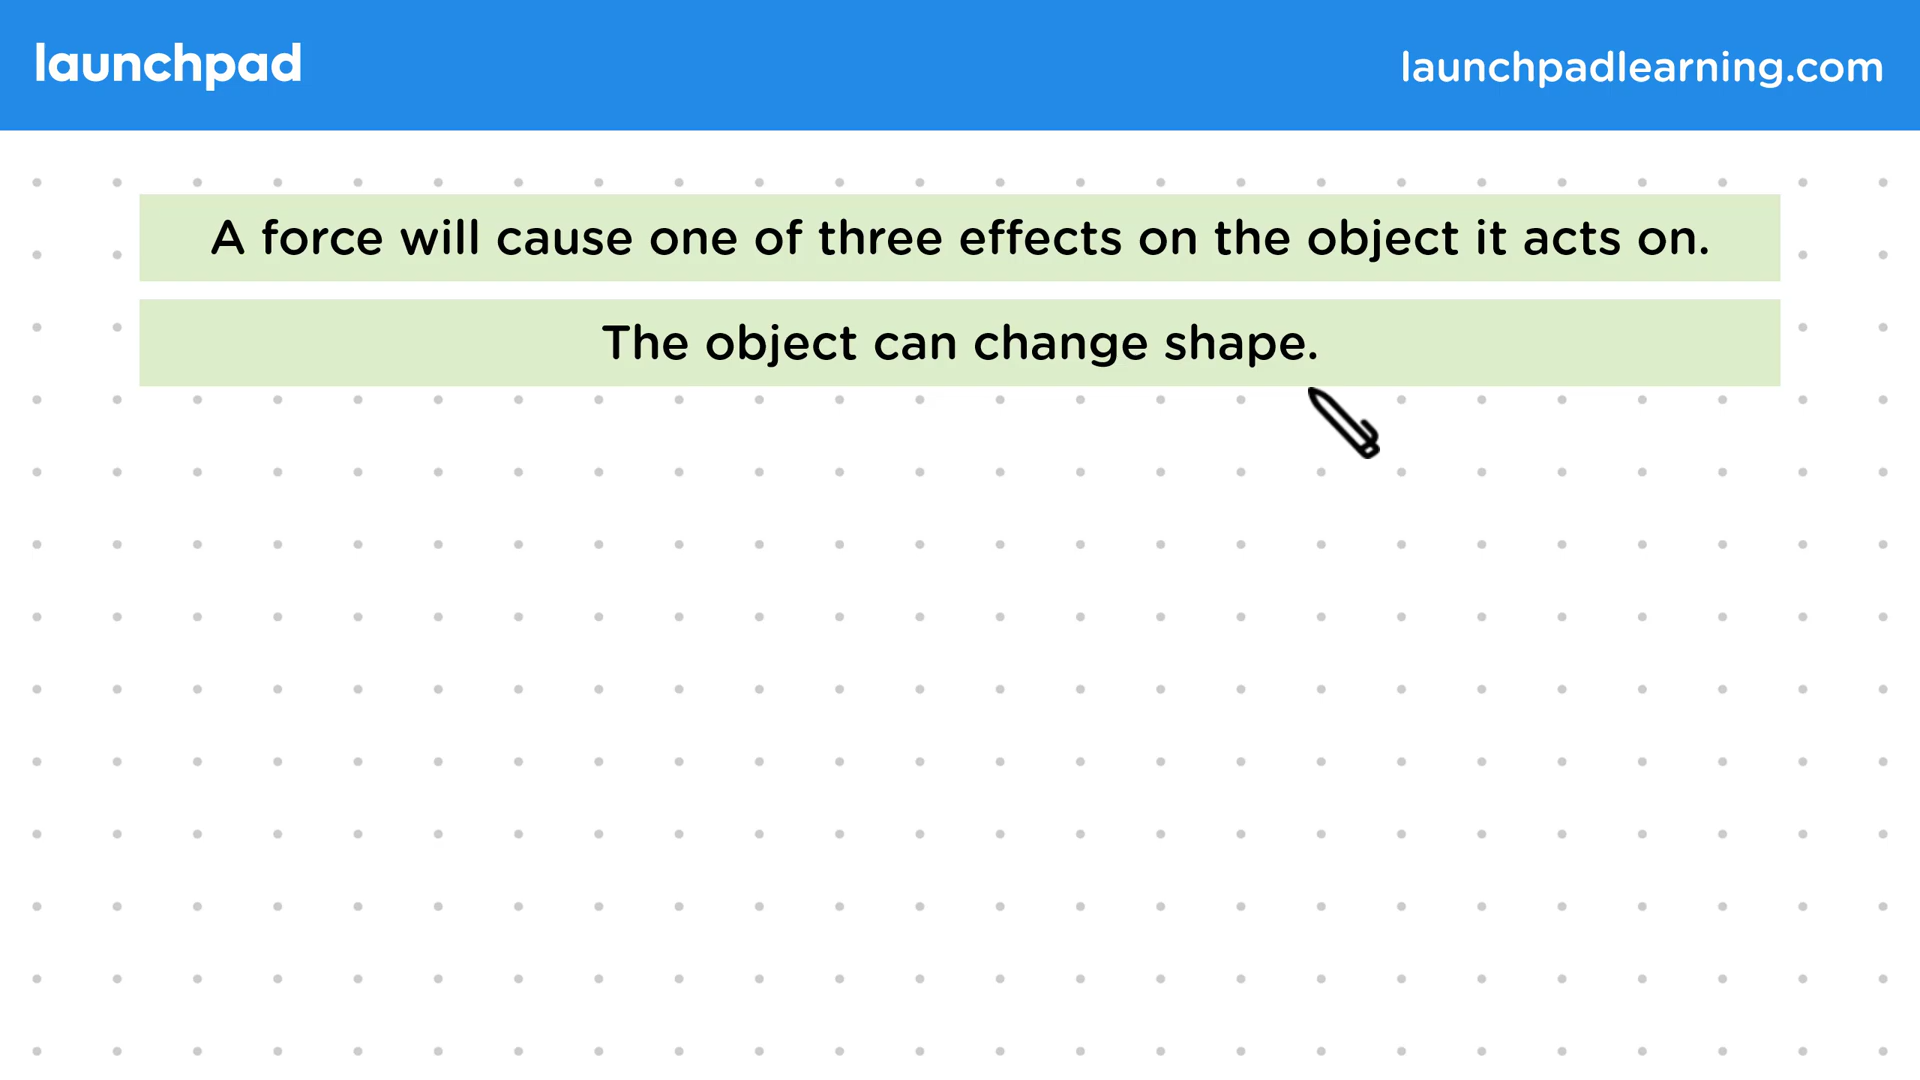 launchpad
launchpadlearning.com
A force will cause one of three effects on the object it acts on.
The object can change shape.